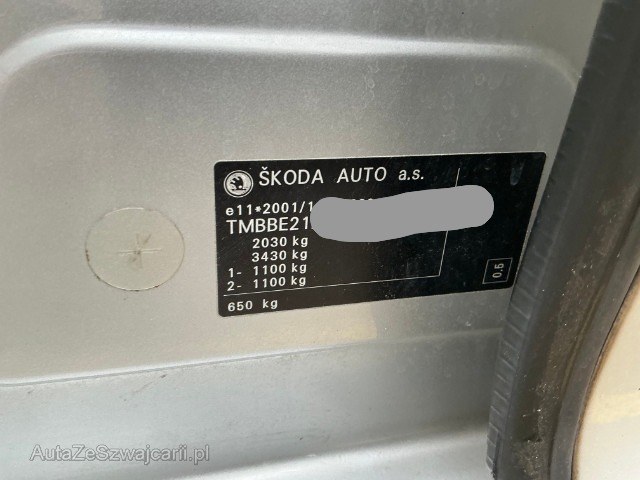 ŠKODA AUTO a.s.
e11*2001/1
TMBBE21
2030 kg
3430 kg
1- 1100 kg
2- 1100 kg
650 kg
0.5
AutaZeSzwajcarii.pl